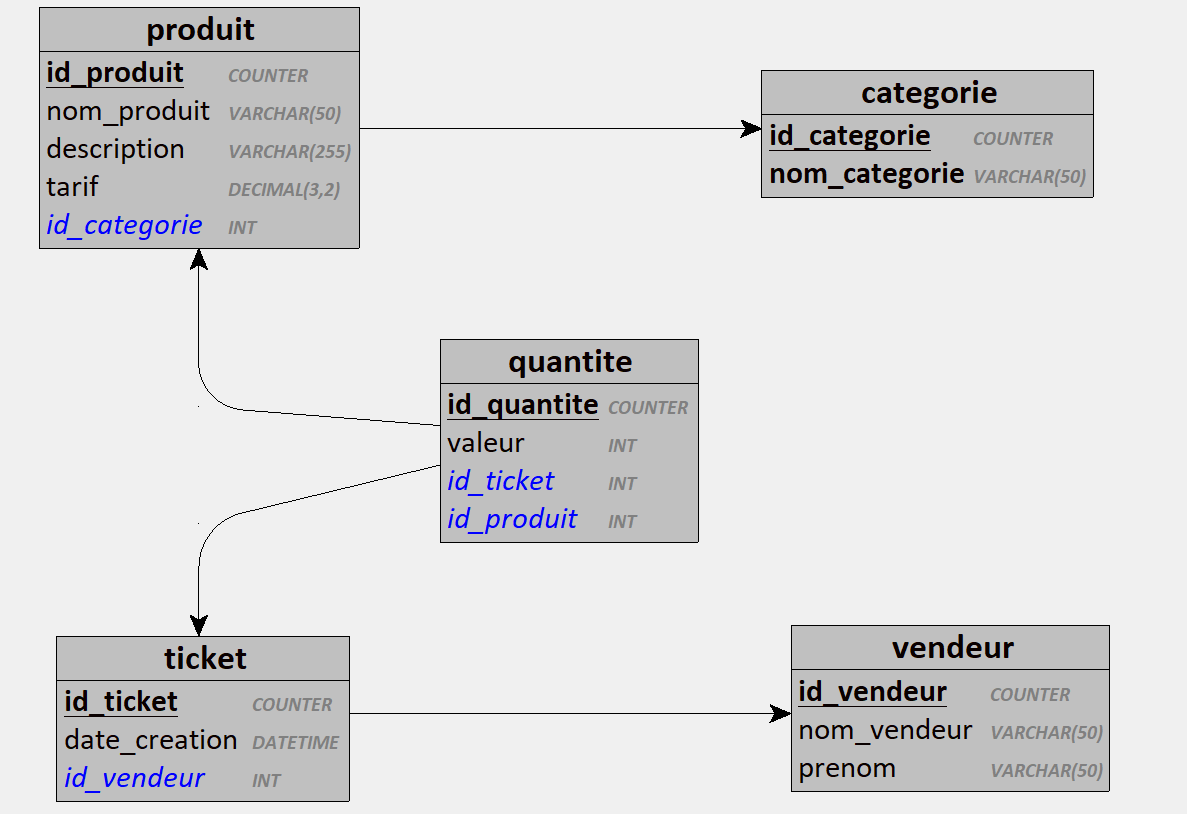 produit
id_produit COUNTER
nom_produit VARCHAR(50)
description VARCHAR(255)
tarif DECIMAL(3,2)
id_categorie INT
categorie
id_categorie COUNTER
nom_categorie VARCHAR(50)
quantite
id_quantite COUNTER
valeur INT
id_ticket INT
id_produit INT
ticket
id_ticket COUNTER
date_creation DATETIME
id_vendeur INT
vendeur
id_vendeur COUNTER
nom_vendeur VARCHAR(50)
prenom VARCHAR(50)